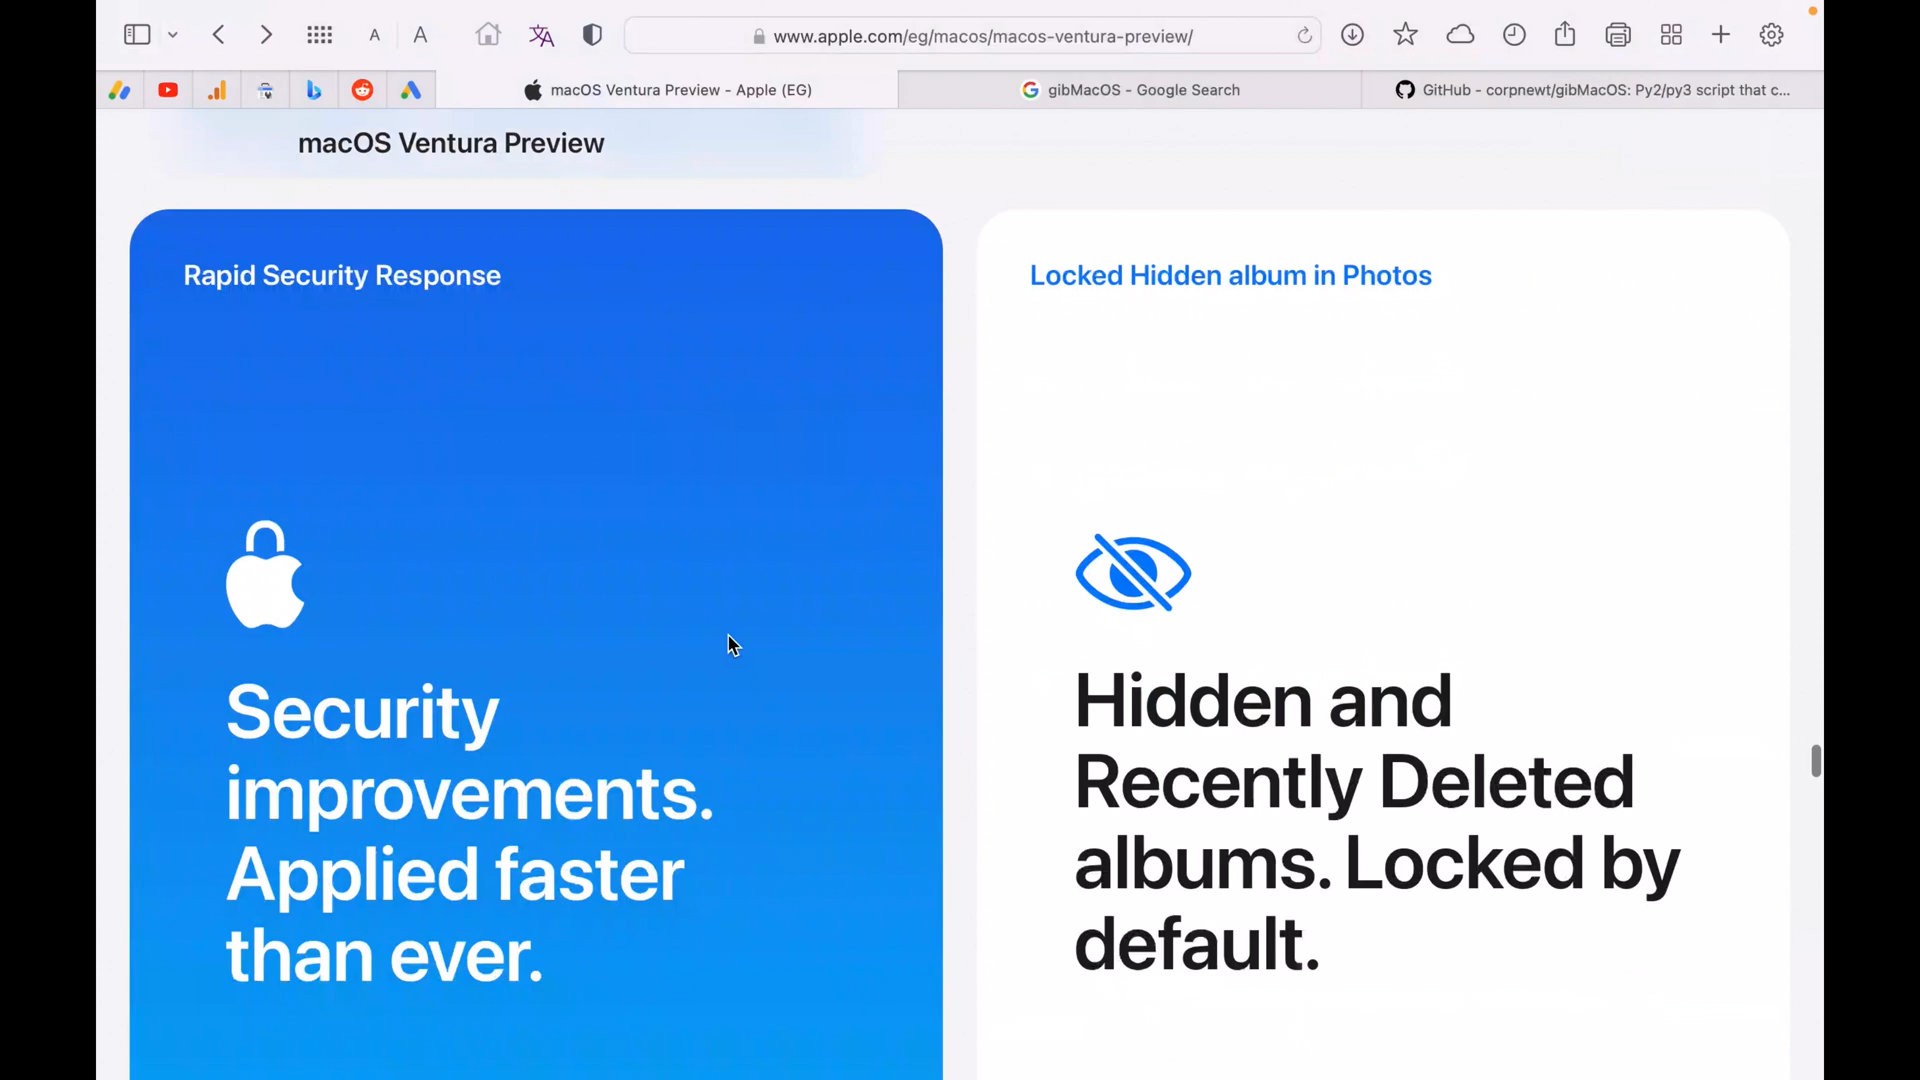 A
A
www.apple.com/eg/macos/macos-ventura-preview/
macOS Ventura Preview - Apple (EG)
gibMacOS - Google Search
GitHub - corpnewt/gibMacOS: Py2/py3 script that c...
macOS Ventura Preview
Rapid Security Response
Security
improvements.
Applied faster
than ever.
Locked Hidden album in Photos
Hidden and
Recently Deleted
albums. Locked by
default.